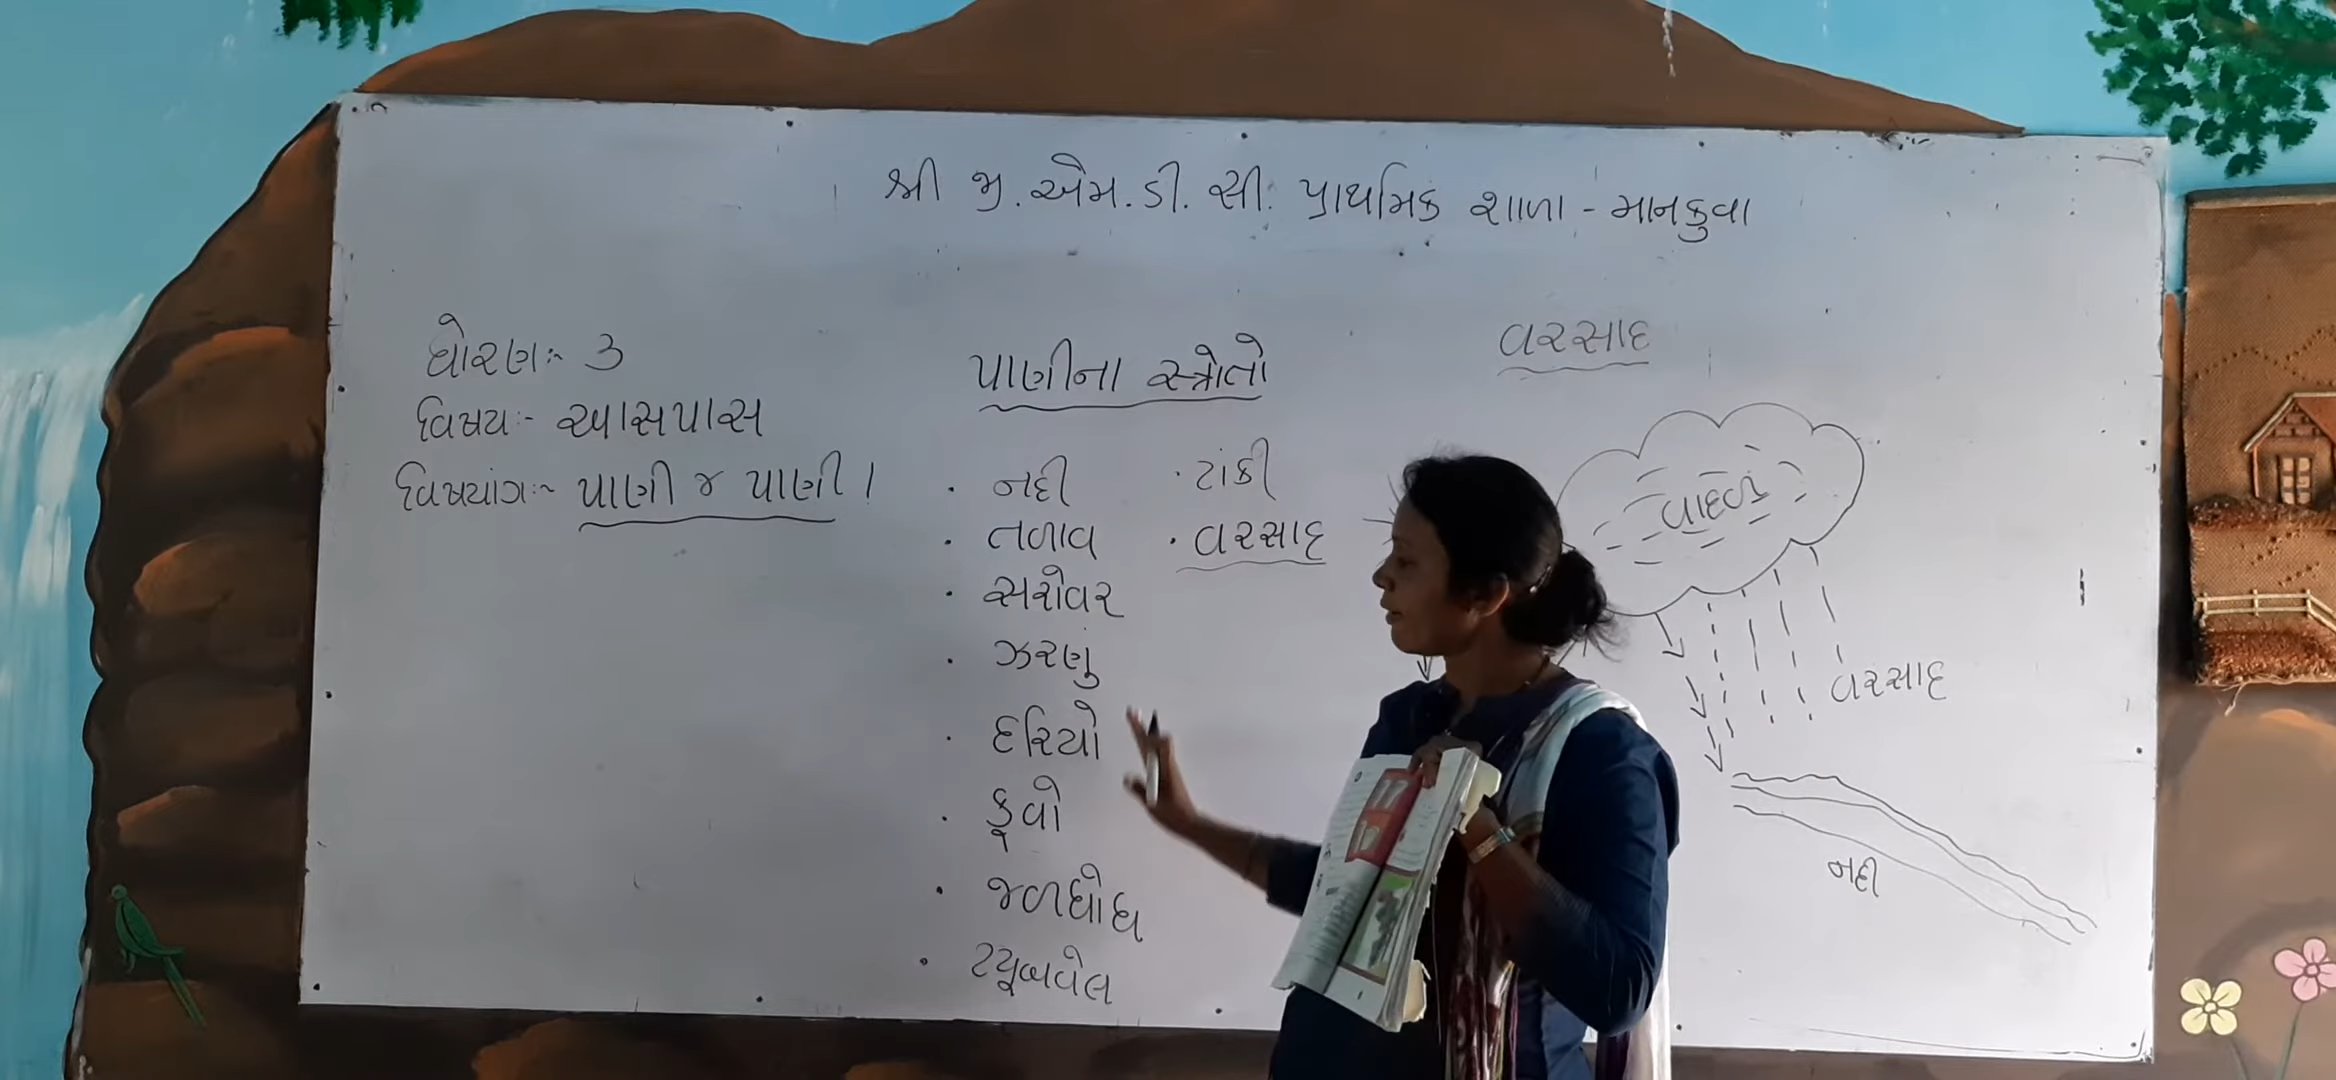 શ્રી જી. એમ. ડી. સી. પ્રાથમિક શાળા - માનકુવા
ધોરણ:- ૩
વિષય:- આસપાસ
વિષયાંગ:- પાણી જ પાણી !
પાણીના સ્ત્રોતો
• નદી
• તળાવ
• સરોવર
• ઝરણું
• દરિયો
• કૂવો
• જળધોધ
• ટ્યૂબવેલ
• ટાંકી
• વરસાદ
વરસાદ
વાદળ
વરસાદ
નદી